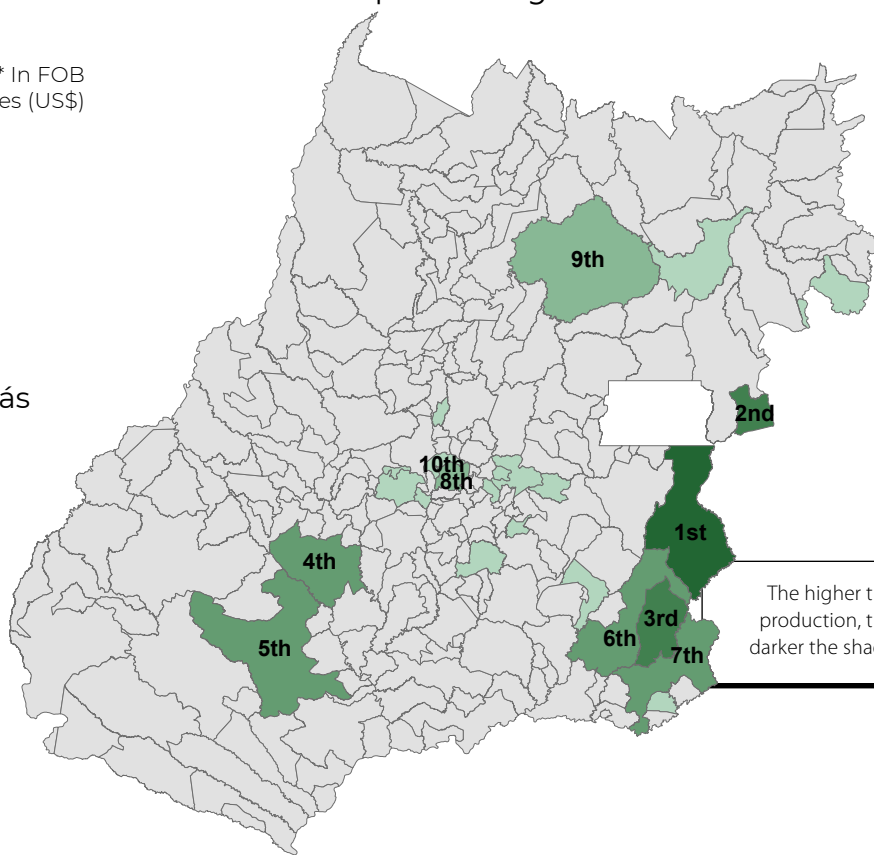 * In FOB
es (US$)
9th
ás
2nd
10th
8th
1st
4th
The higher t
production, t
darker the sha
3rd
6th
5th
7th